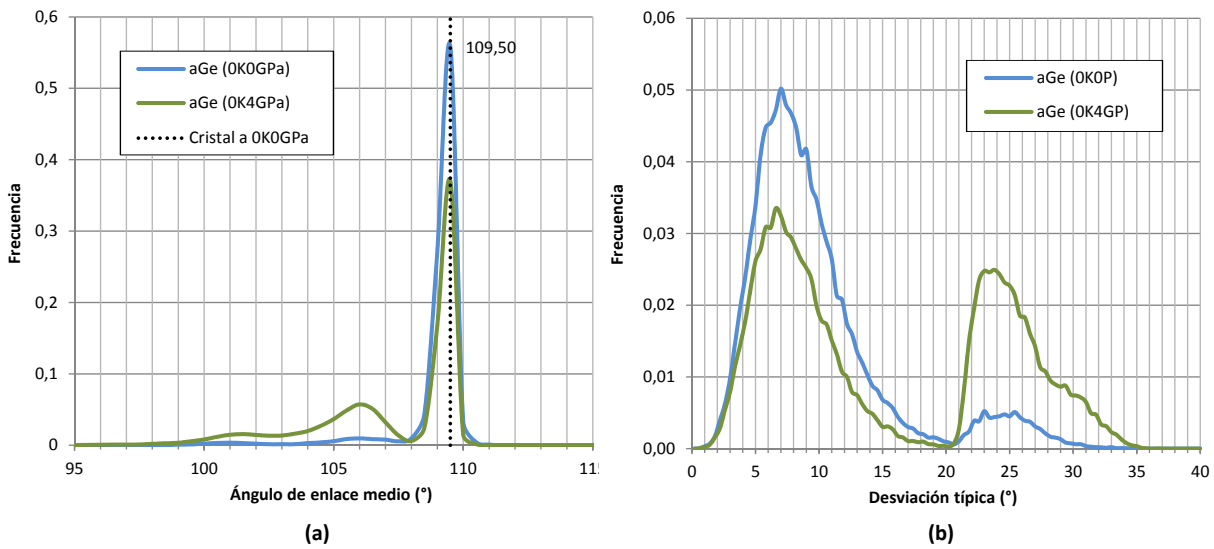 0,6
0,5
0,4
0,3
0,2
0,1
0
Frecuencia
aGe (0K0GPa)
aGe (0K4GPa)
Cristal a 0K0GPa
109,50
95
100
105
110
115
Ángulo de enlace medio (°)
(a)
0,06
0,05
0,04
0,03
0,02
0,01
0,00
Frecuencia
aGe (0K0P)
aGe (0K4GP)
0
5
10
15
20
25
30
35
40
Desviación típica (°)
(b)